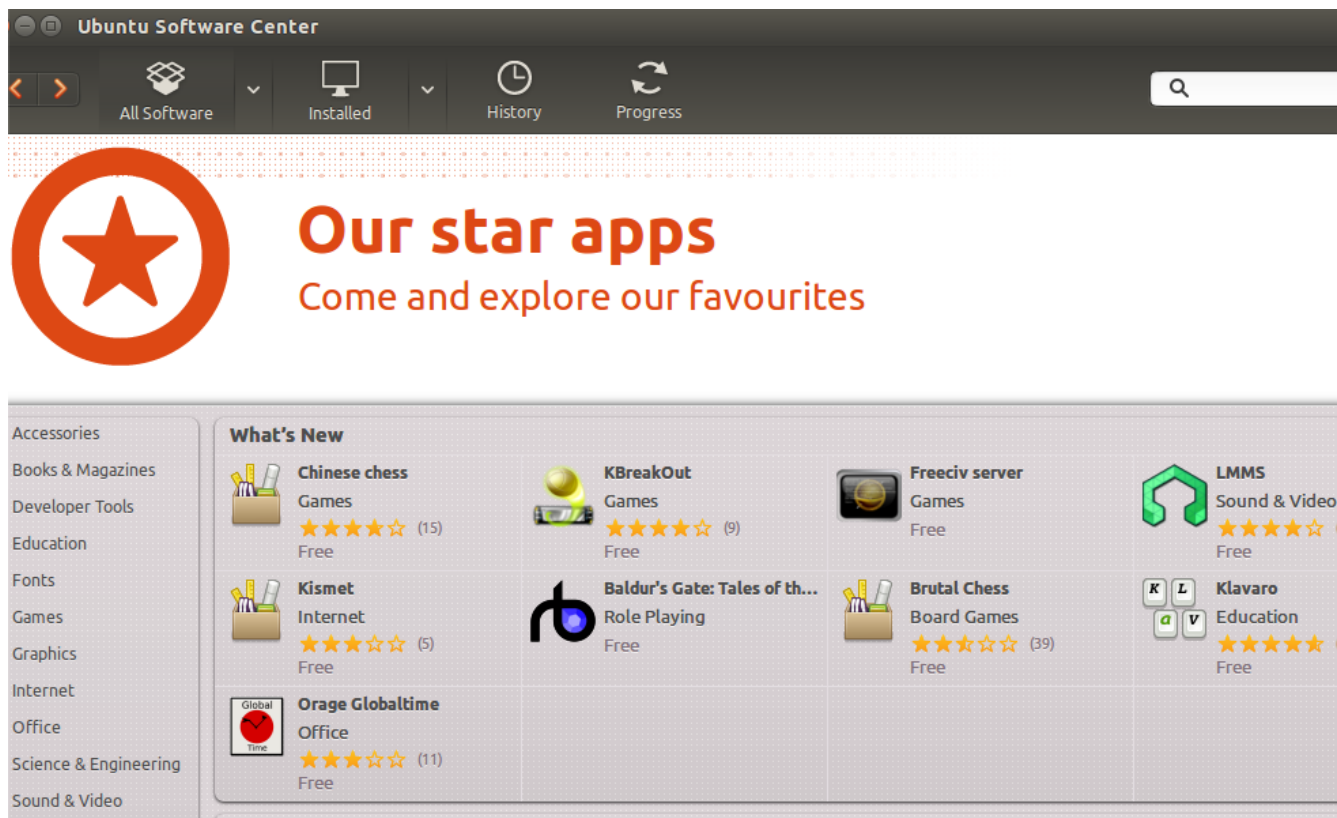 Ubuntu Software Center
All Software
Installed
History
Progress
Our star apps
Come and explore our favourites
Accessories
Books & Magazines
Developer Tools
Education
Fonts
Games
Graphics
Internet
Office
Science & Engineering
Sound & Video
What's New
Chinese chess
Games
(15)
Free
KBreakOut
Games
(9)
Free
Freeciv server
Games
Free
LMMS
Sound & Video
Free
Kismet
Internet
(5)
Free
Baldur's Gate: Tales of th...
Role Playing
Free
Brutal Chess
Board Games
(39)
Free
K L
a V
Klavaro
Education
Free
Global
Time
Orage Globaltime
Office
(11)
Free